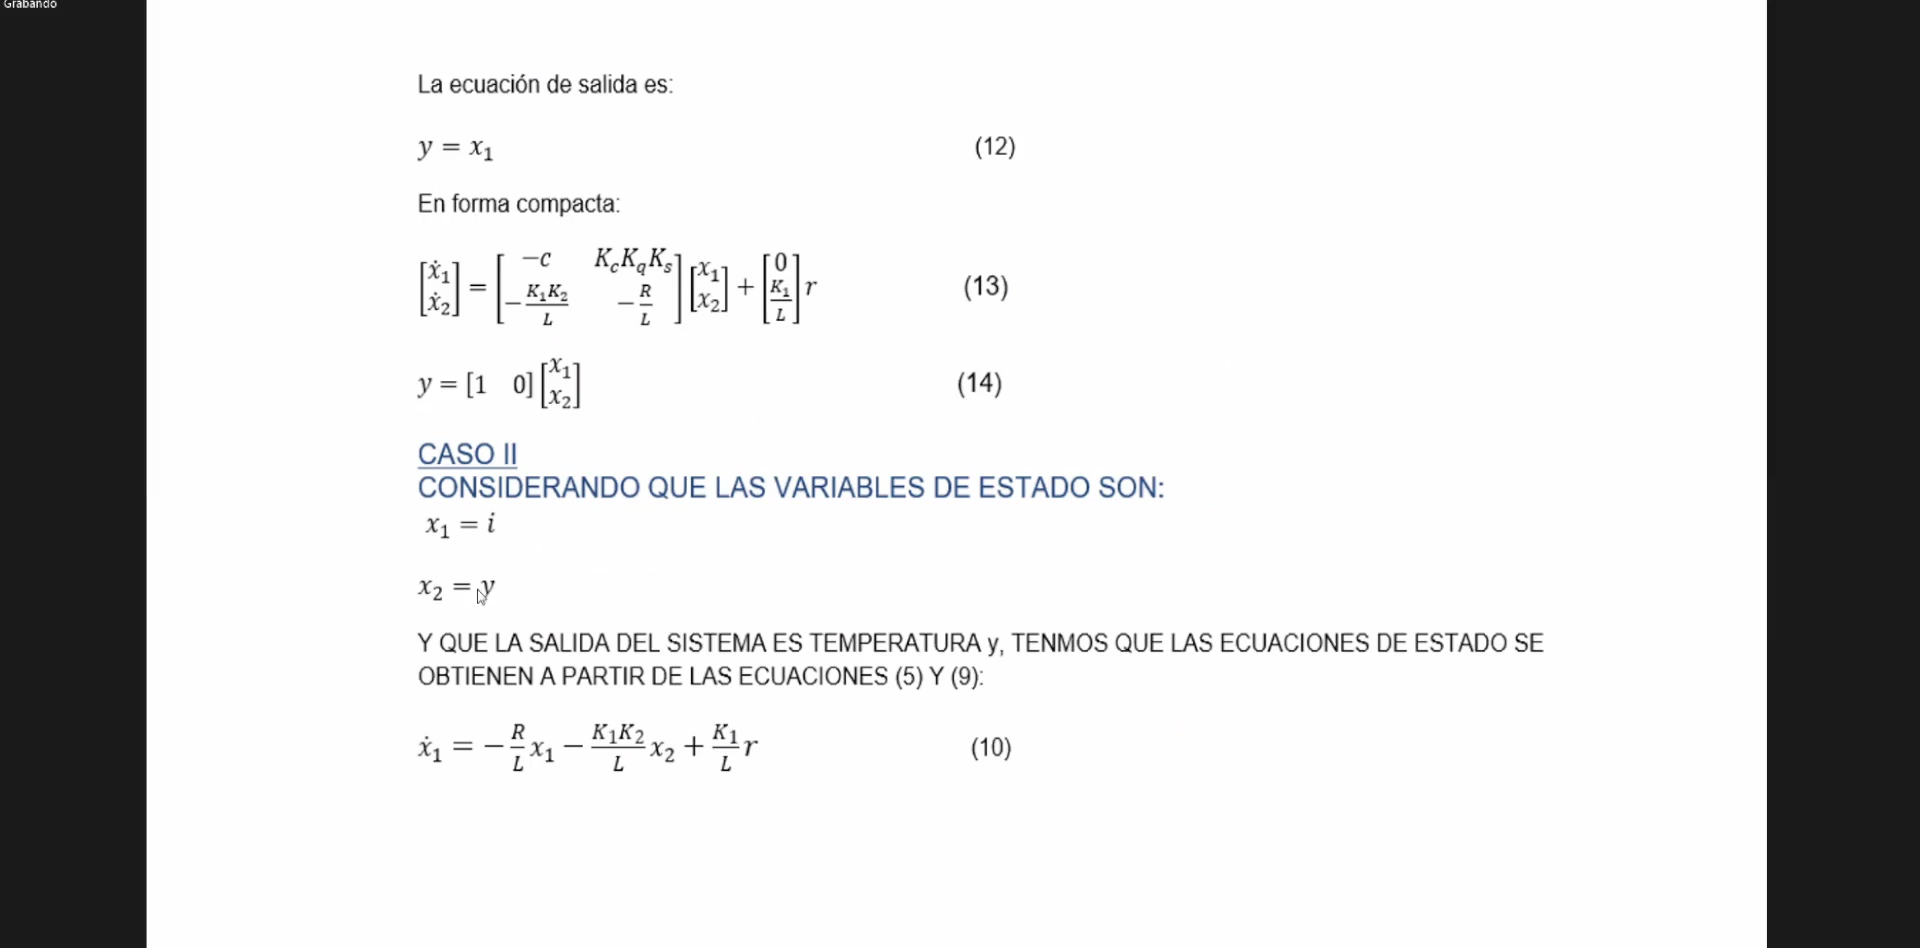 Grabando
La ecuación de salida es:
y = x₁ (12)
En forma compacta:
[ẋ₁; ẋ₂] = [−c K_cK_qK_s; −K₁K₂/L −R/L] [x₁; x₂] + [0; K₁/L] r (13)
y = [1 0] [x₁; x₂] (14)
CASO II
CONSIDERANDO QUE LAS VARIABLES DE ESTADO SON:
x₁ = i
x₂ = y
Y QUE LA SALIDA DEL SISTEMA ES TEMPERATURA y, TENMOS QUE LAS ECUACIONES DE ESTADO SE
OBTIENEN A PARTIR DE LAS ECUACIONES (5) Y (9):
ẋ₁ = −R/L x₁ − K₁K₂/L x₂ + K₁/L r (10)